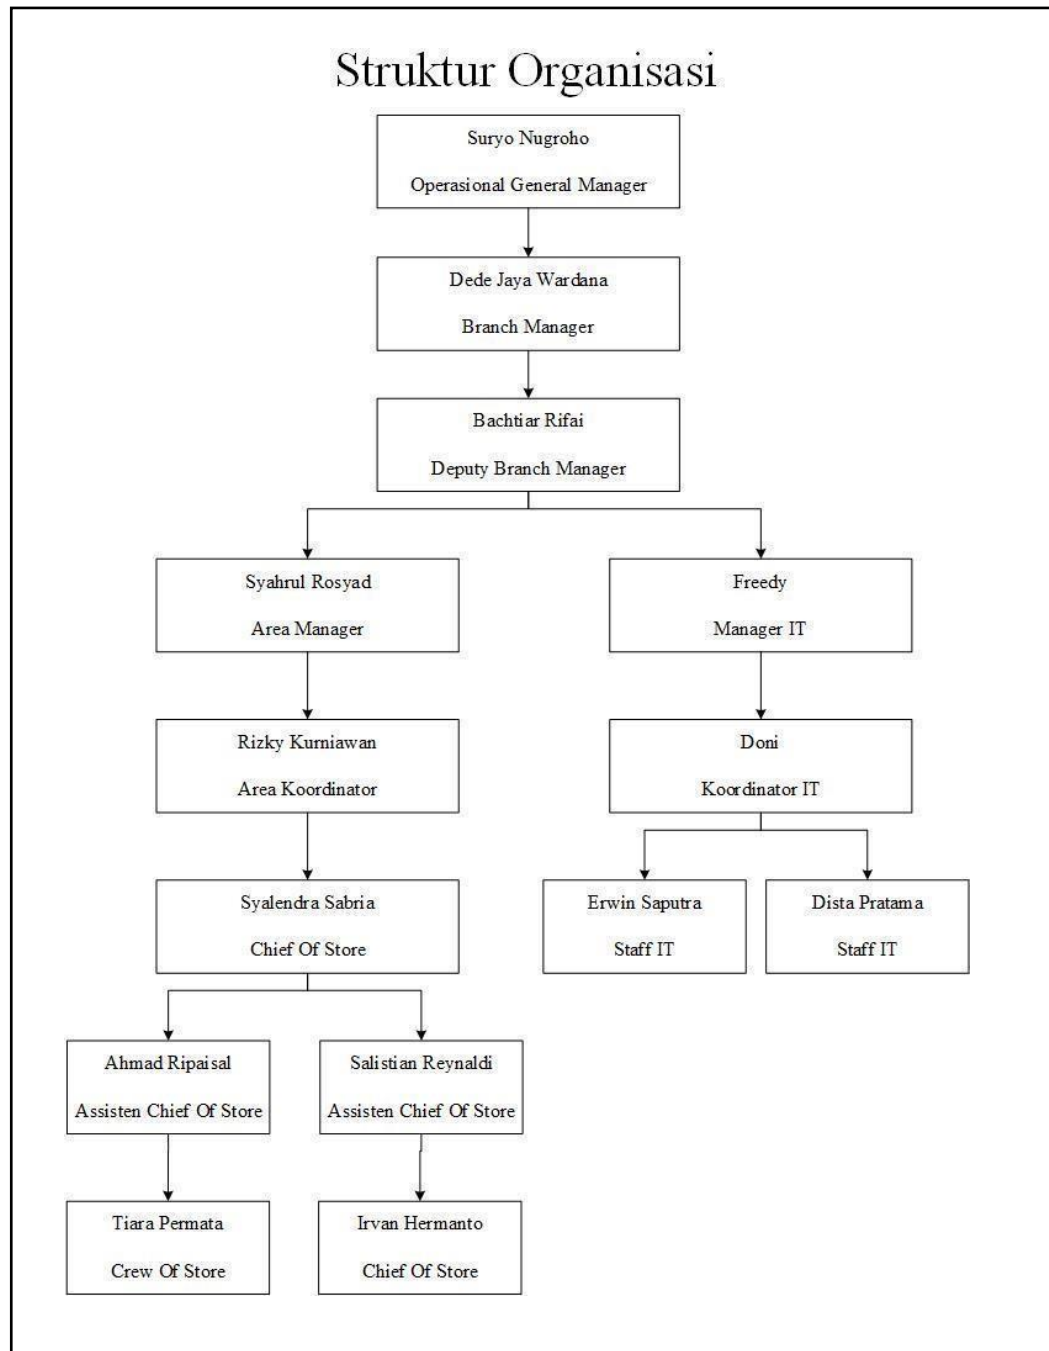 Struktur Organisasi
Suryo Nugroho
Operasional General Manager
Dede Jaya Wardana
Branch Manager
Bachtiar Rifai
Deputy Branch Manager
Syahrul Rosyad
Area Manager
Freedy
Manager IT
Rizky Kurniawan
Area Koordinator
Doni
Koordinator IT
Syalendra Sabria
Chief Of Store
Erwin Saputra
Staff IT
Dista Pratama
Staff IT
Ahmad Ripaisal
Assisten Chief Of Store
Salistian Reynaldi
Assisten Chief Of Store
Tiara Permata
Crew Of Store
Irvan Hermanto
Chief Of Store